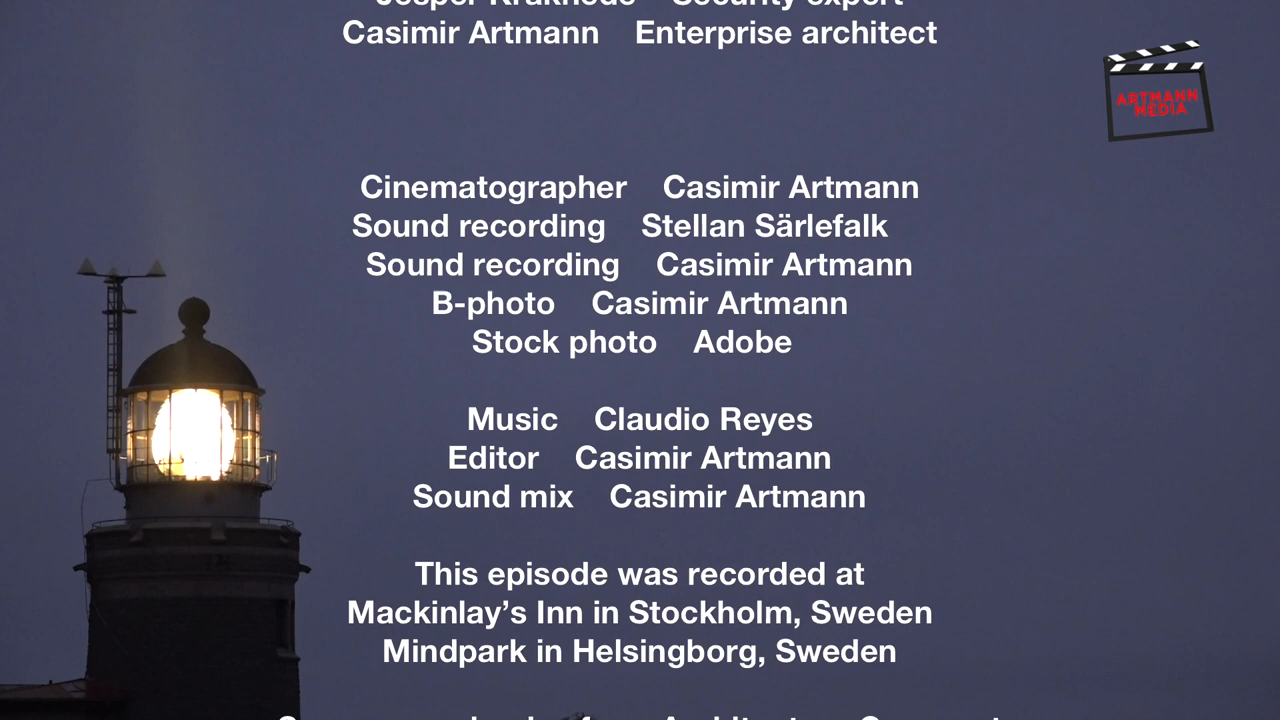 Casimir Artmann Enterprise architect
ARTMANN
MEDIA
Cinematographer Casimir Artmann
Sound recording Stellan Särlefalk
Sound recording Casimir Artmann
B-photo Casimir Artmann
Stock photo Adobe
Music Claudio Reyes
Editor Casimir Artmann
Sound mix Casimir Artmann
This episode was recorded at
Mackinlay’s Inn in Stockholm, Sweden
Mindpark in Helsingborg, Sweden